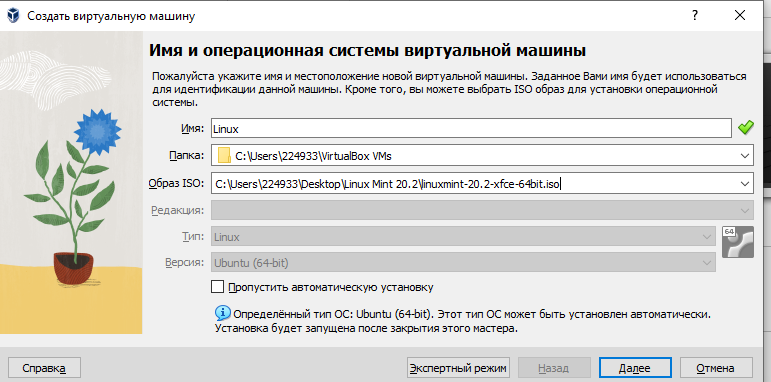 Создать виртуальную машину
Имя и операционная системы виртуальной машины
Пожалуйста укажите имя и местоположение новой виртуальной машины. Заданное Вами имя будет использоваться
для идентификации данной машины. Кроме того, вы можете выбрать ISO образ для установки операционной
системы.
Имя: Linux
Папка: C:\Users\224933\VirtualBox VMs
Образ ISO: C:\Users\224933\Desktop\Linux Mint 20.2\linuxmint-20.2-xfce-64bit.iso
Редакция:
Тип: Linux
64
Версия: Ubuntu (64-bit)
Пропустить автоматическую установку
Определённый тип ОС: Ubuntu (64-bit). Этот тип ОС может быть установлен автоматически.
Установка будет запущена после закрытия этого мастера.
Справка Экспертный режим Назад Далее Отмена